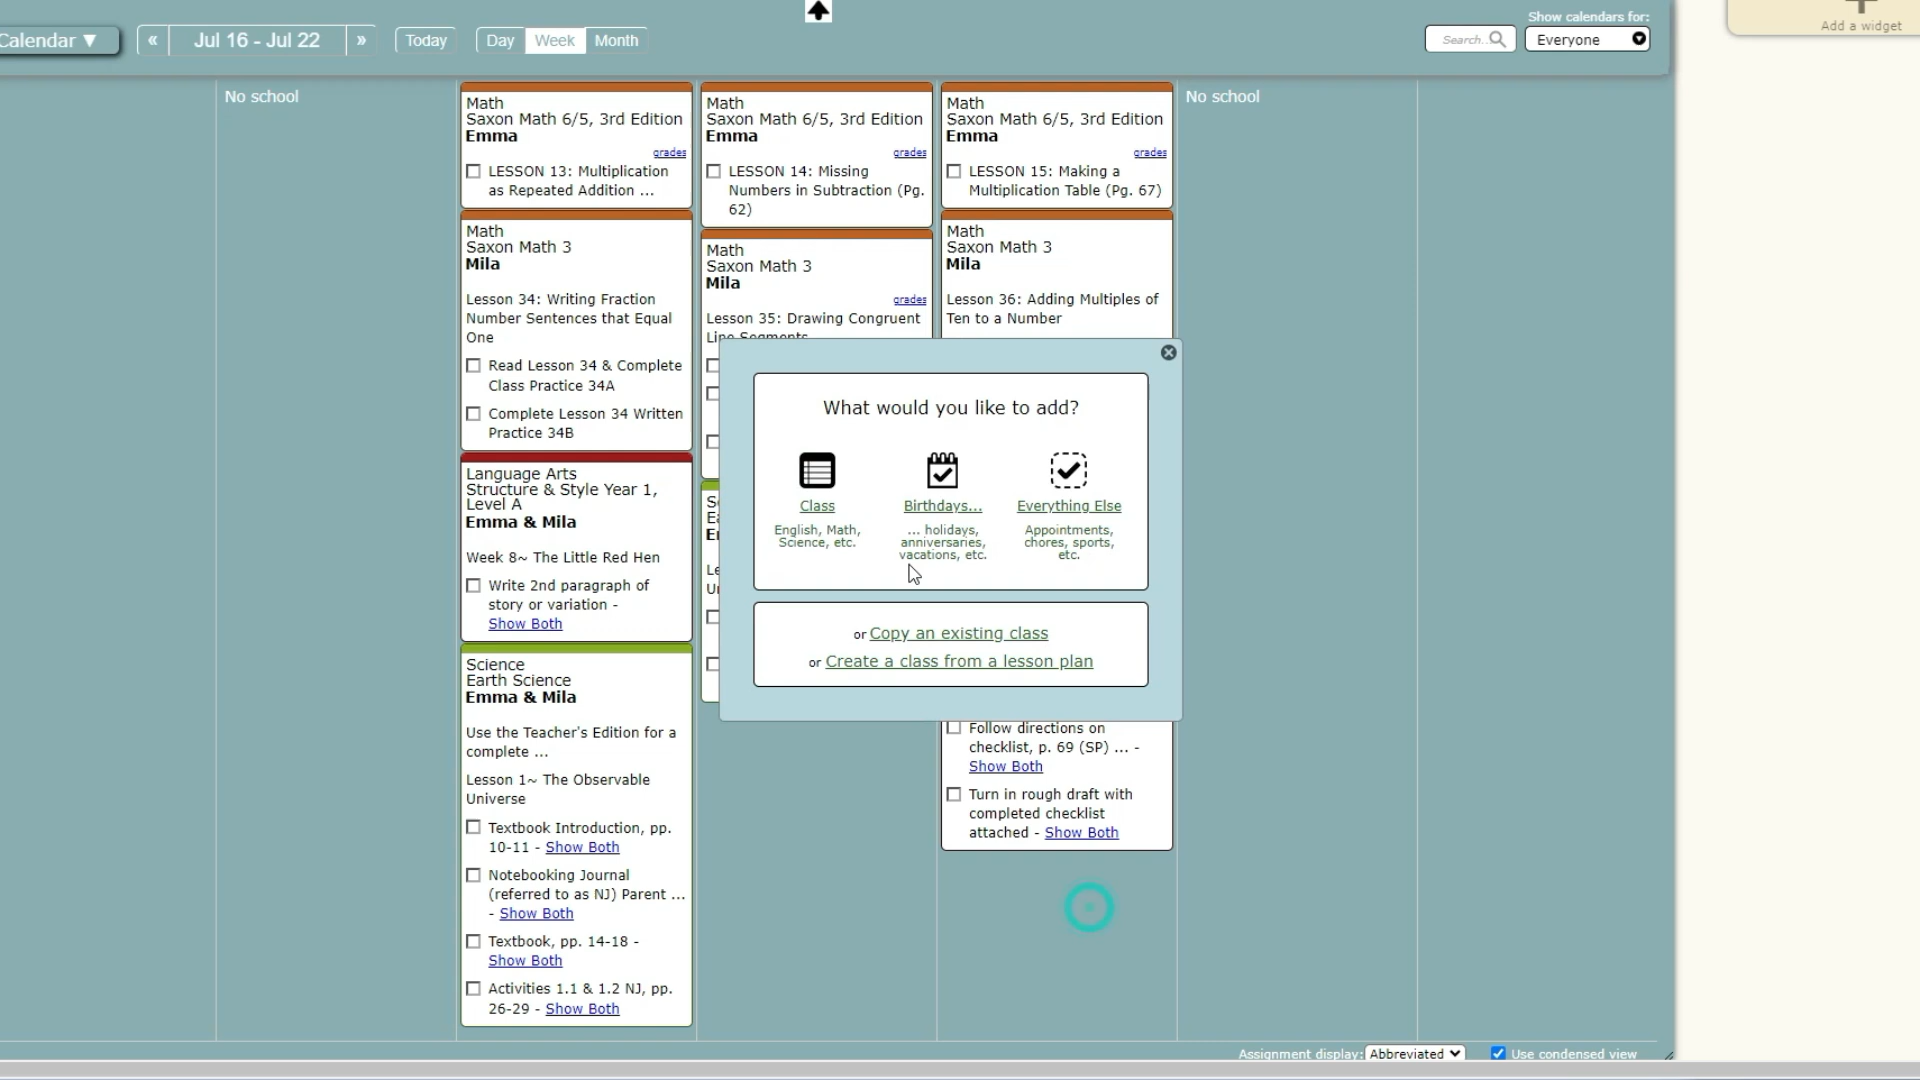 Calendar ▼
«
Jul 16 - Jul 22
»
Today
Day
Week
Month
Search..
Show calendars for:
Everyone
Add a widget
No school
Math
Saxon Math 6/5, 3rd Edition
Emma
grades
LESSON 13: Multiplication
as Repeated Addition ...
Math
Saxon Math 3
Mila
Lesson 34: Writing Fraction
Number Sentences that Equal
One
Read Lesson 34 & Complete
Class Practice 34A
Complete Lesson 34 Written
Practice 34B
Language Arts
Structure & Style Year 1,
Level A
Emma & Mila
Week 8~ The Little Red Hen
Write 2nd paragraph of
story or variation -
Show Both
Science
Earth Science
Emma & Mila
Use the Teacher's Edition for a
complete ...
Lesson 1~ The Observable
Universe
Textbook Introduction, pp.
10-11 - Show Both
Notebooking Journal
(referred to as NJ) Parent ...
- Show Both
Textbook, pp. 14-18 -
Show Both
Activities 1.1 & 1.2 NJ, pp.
26-29 - Show Both
Math
Saxon Math 6/5, 3rd Edition
Emma
grades
LESSON 14: Missing
Numbers in Subtraction (Pg.
62)
Math
Saxon Math 3
Mila
grades
Lesson 35: Drawing Congruent
Line Segments
Math
Saxon Math 6/5, 3rd Edition
Emma
grades
LESSON 15: Making a
Multiplication Table (Pg. 67)
Math
Saxon Math 3
Mila
Lesson 36: Adding Multiples of
Ten to a Number
Follow directions on
checklist, p. 69 (SP) ... -
Show Both
Turn in rough draft with
completed checklist
attached - Show Both
No school
What would you like to add?
Class
English, Math,
Science, etc.
Birthdays...
... holidays,
anniversaries,
vacations, etc.
Everything Else
Appointments,
chores, sports,
etc.
or Copy an existing class
or Create a class from a lesson plan
Assignment display: Abbreviated
Use condensed view